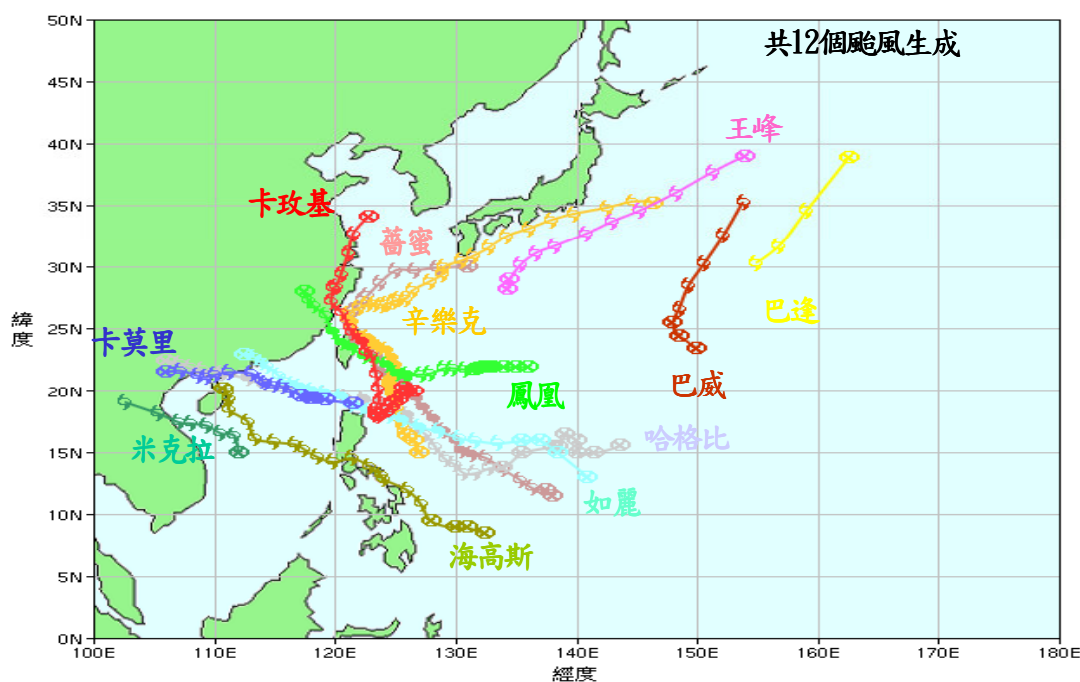 50N
共12個颱風生成
45N
王峰
40N
卡玫基
35N
薔蜜
30N
緯度
卡莫里
辛樂克
巴逢
25N
鳳凰
巴威
20N
米克拉
哈格比
15N
如麗
10N
海高斯
5N
0N
100E 110E 120E 130E 140E 150E 160E 170E 180E
經度